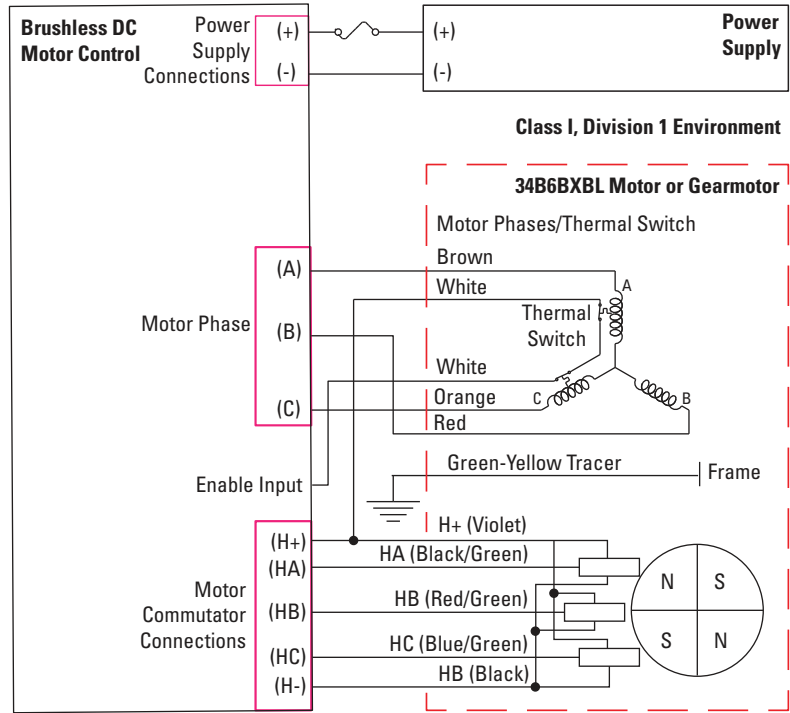 Brushless DC
Motor Control
Power
Supply
Connections
(+)
(-)
(+)
(-)
Power
Supply
Class I, Division 1 Environment
34B6BXBL Motor or Gearmotor
Motor Phases/Thermal Switch
Brown
White
Thermal
Switch
A
White
Orange
Red
C
B
Motor Phase
(A)
(B)
(C)
Enable Input
Green-Yellow Tracer
Frame
Motor
Commutator
Connections
(H+)
(HA)
(HB)
(HC)
(H-)
H+ (Violet)
HA (Black/Green)
HB (Red/Green)
HC (Blue/Green)
HB (Black)
N S
S N